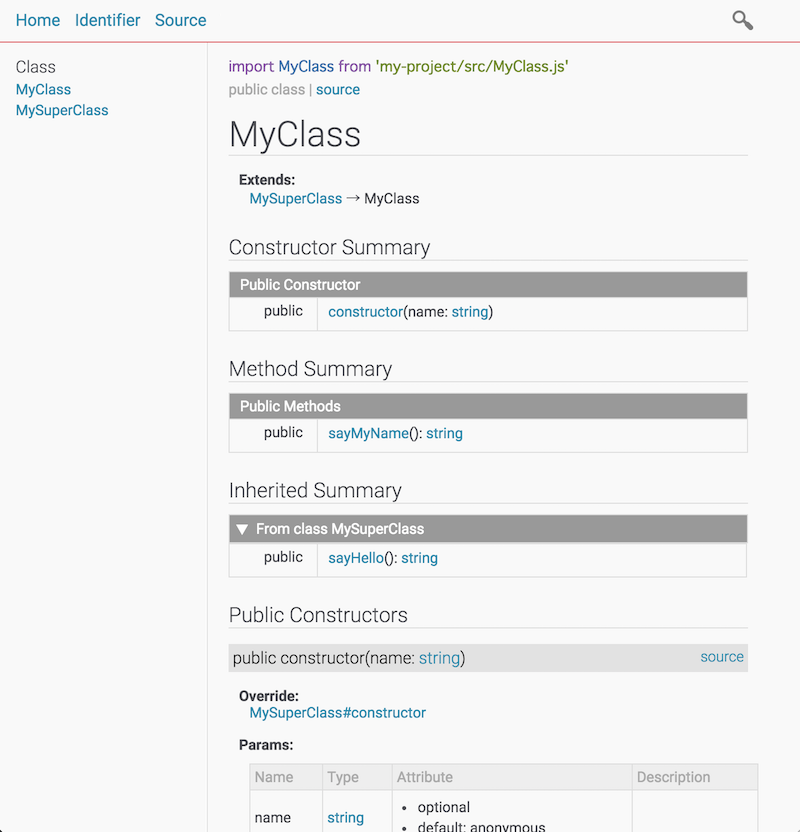 Home Identifier Source
Class
MyClass
MySuperClass
import MyClass from 'my-project/src/MyClass.js'
public class | source
MyClass
Extends:
MySuperClass → MyClass
Constructor Summary
Public Constructor
public constructor(name: string)
Method Summary
Public Methods
public sayMyName(): string
Inherited Summary
▼ From class MySuperClass
public sayHello(): string
Public Constructors
public constructor(name: string) source
Override:
MySuperClass#constructor
Params:
Name Type Attribute Description
name string • optional
• default: anonymous